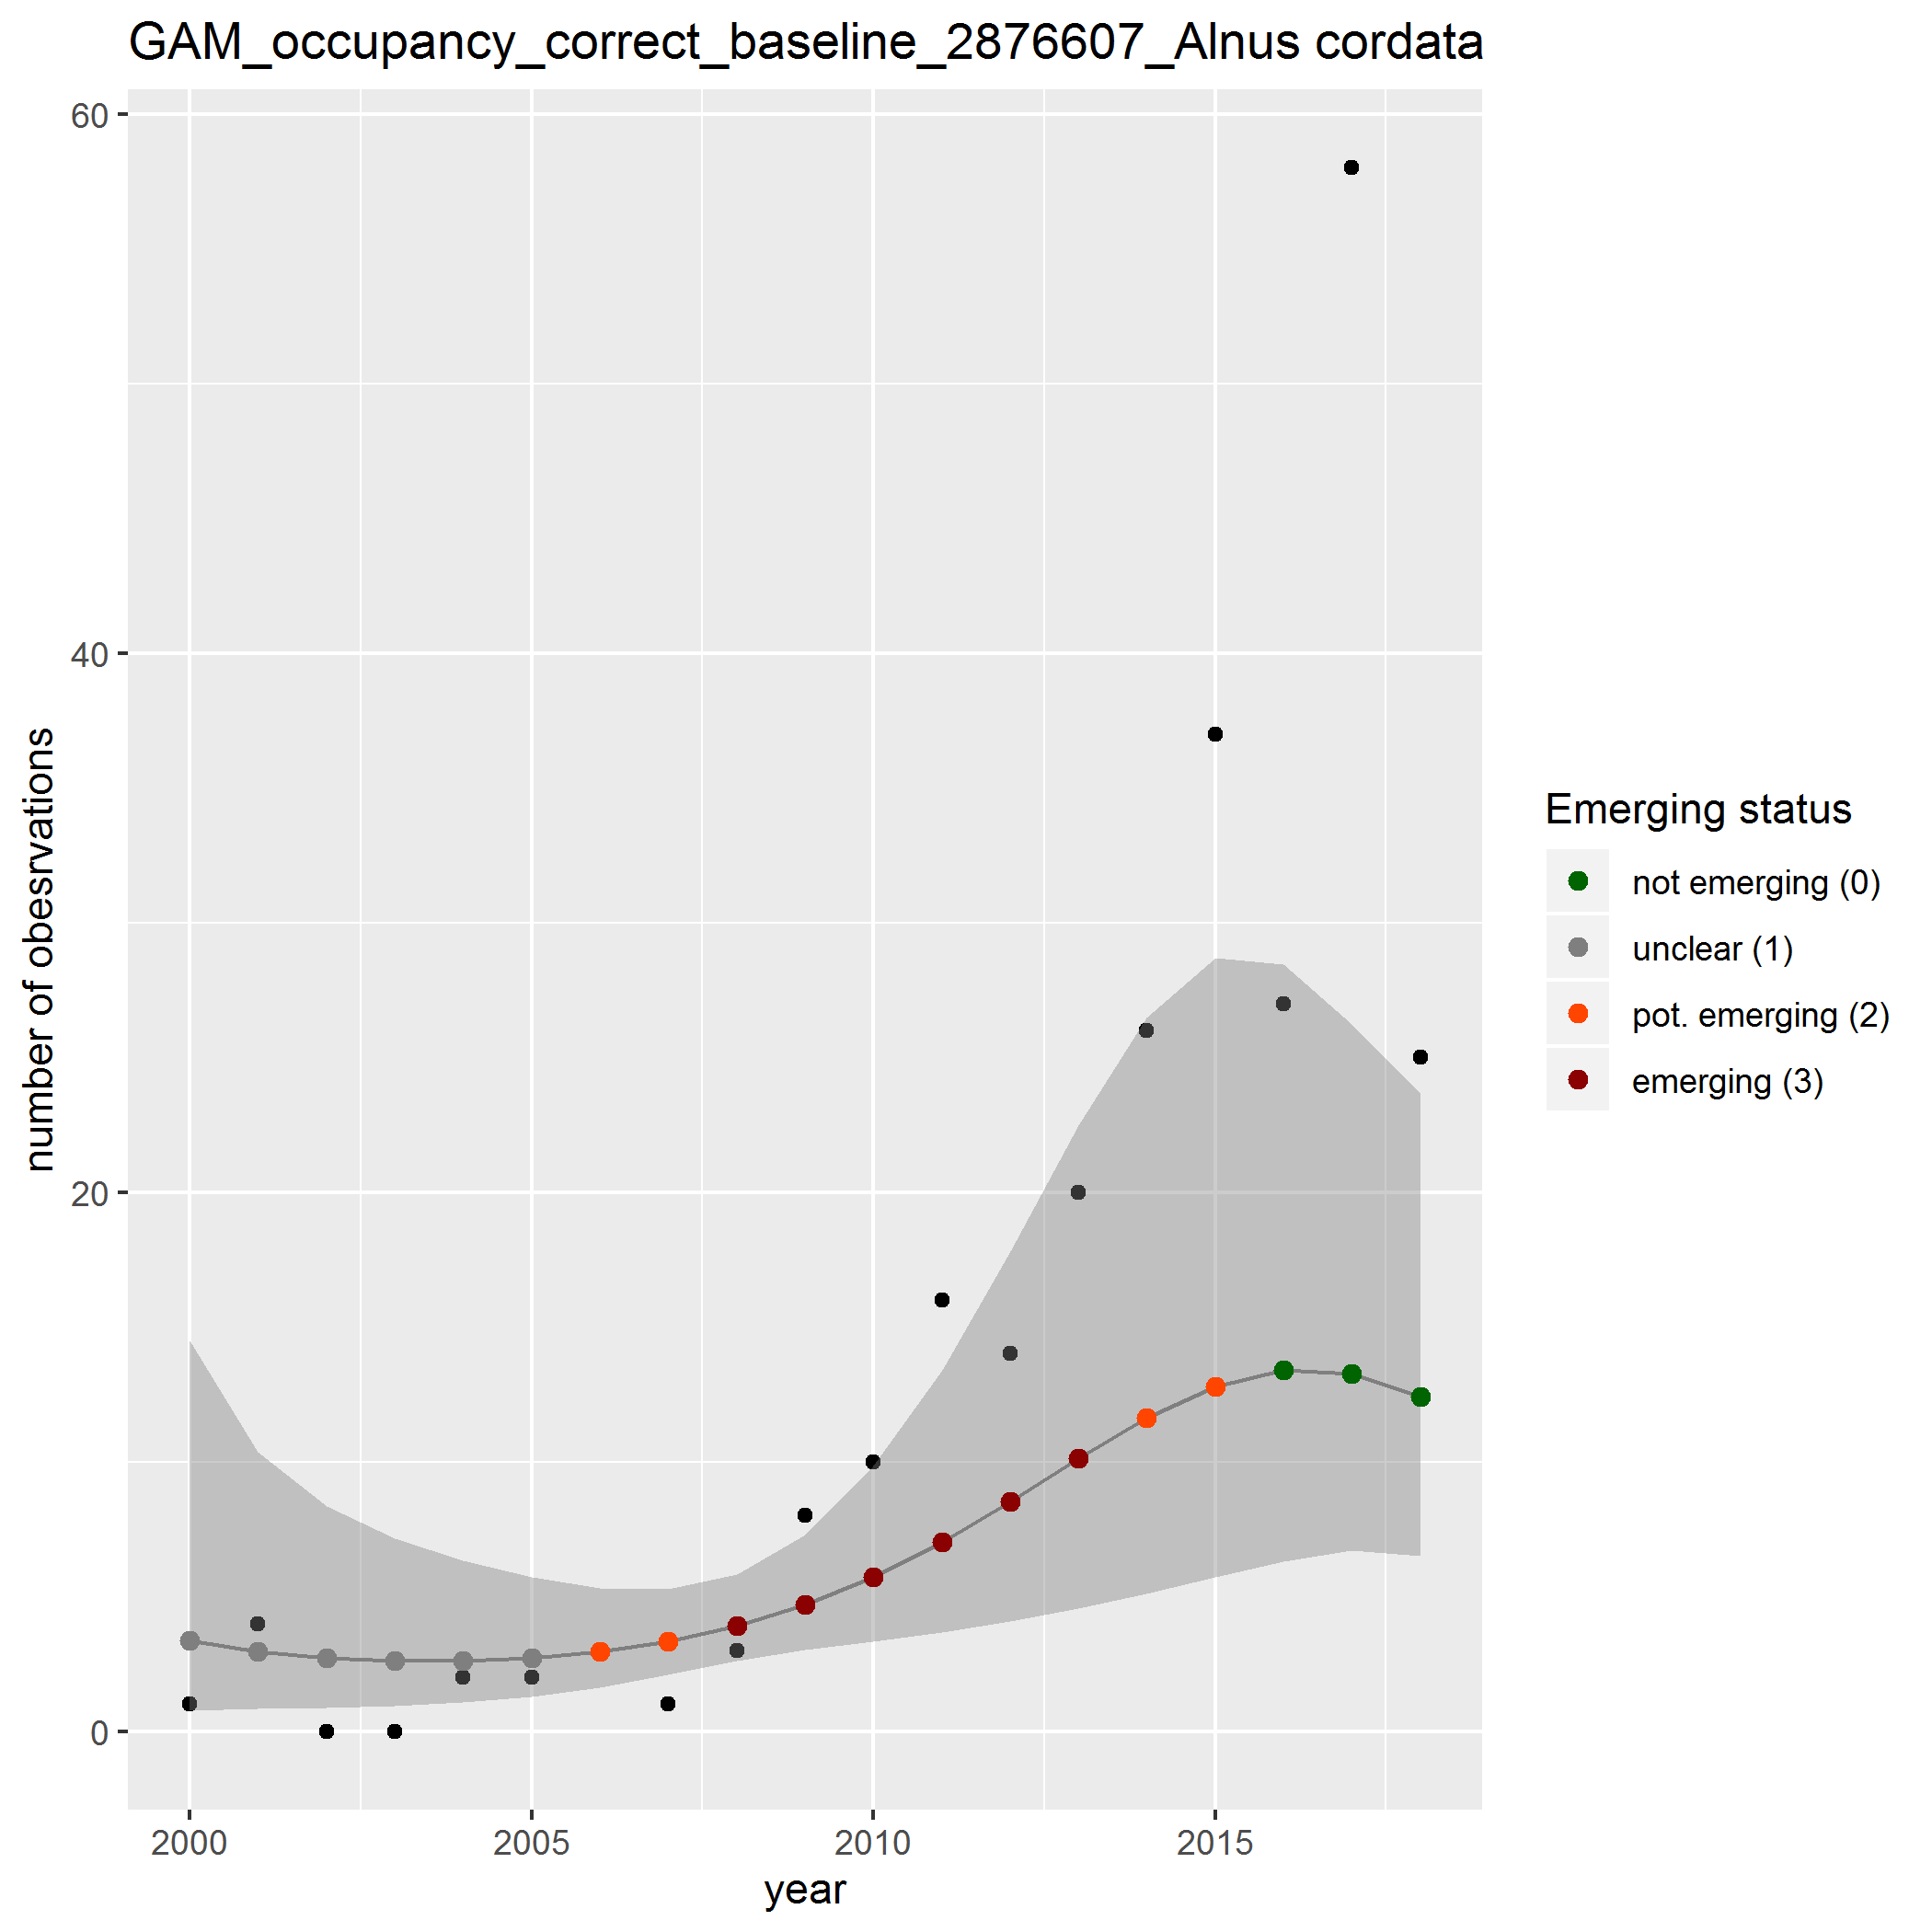 GAM_occupancy_correct_baseline_2876607_Alnus cordata
60
40
20
0
number of obesrvations
2000 2005 2010 2015
year
Emerging status
not emerging (0)
unclear (1)
pot. emerging (2)
emerging (3)